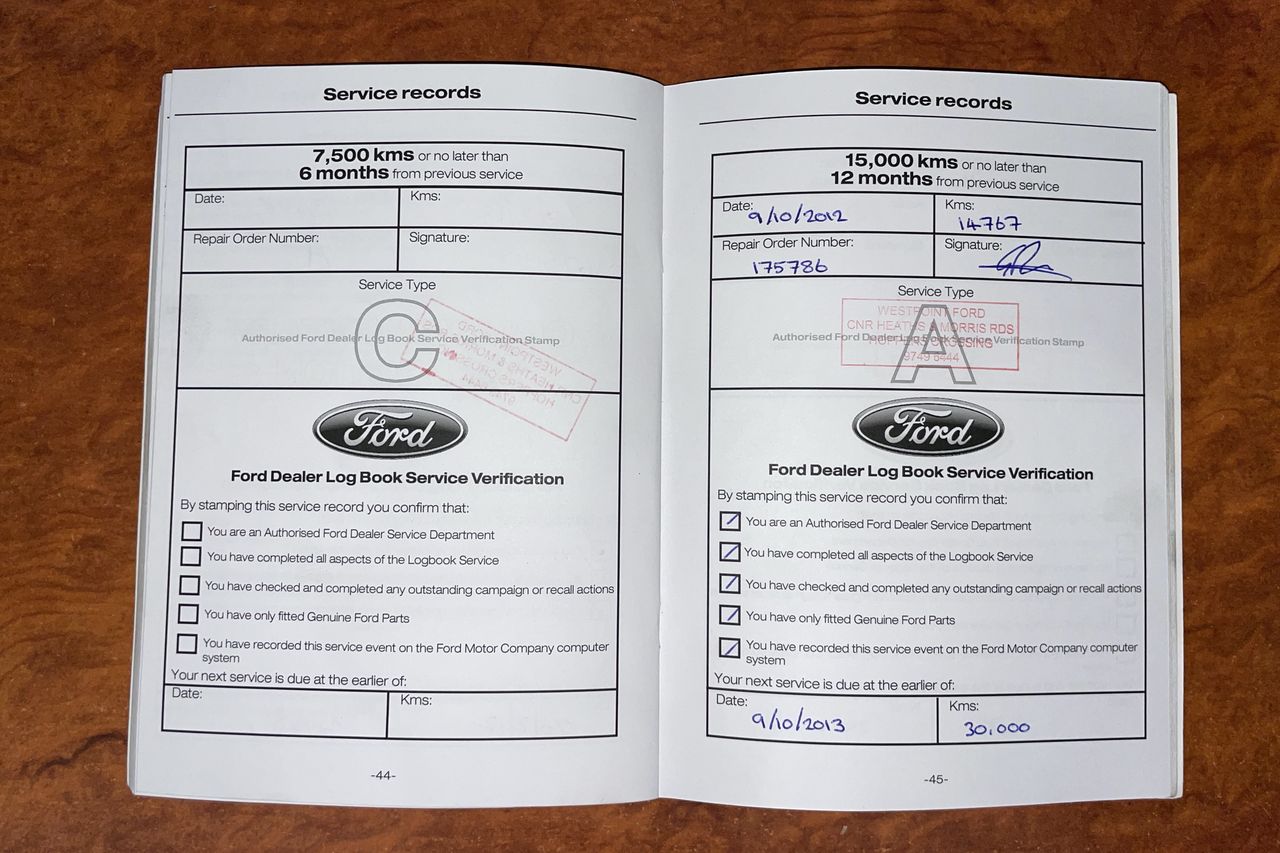 Service records
7,500 kms or no later than
6 months from previous service
Date:
Kms:
Repair Order Number:
Signature:
Service Type
C
Authorised Ford Dealer Log Book Service Verification Stamp
Ford
Ford Dealer Log Book Service Verification
By stamping this service record you confirm that:
You are an Authorised Ford Dealer Service Department
You have completed all aspects of the Logbook Service
You have checked and completed any outstanding campaign or recall actions
You have only fitted Genuine Ford Parts
You have recorded this service event on the Ford Motor Company computer
system
Your next service is due at the earlier of:
Date:
Kms:
-44-
Service records
15,000 kms or no later than
12 months from previous service
Date: 9/10/2012
Kms: 14767
Repair Order Number: 175786
Signature:
Service Type
A
Authorised Ford Dealer Log Book Service Verification Stamp
WESTPOINT FORD
CNR HEATHS & MORRIS RDS
HOPPERS CROSSING
9749 6444
Ford
Ford Dealer Log Book Service Verification
By stamping this service record you confirm that:
You are an Authorised Ford Dealer Service Department
You have completed all aspects of the Logbook Service
You have checked and completed any outstanding campaign or recall actions
You have only fitted Genuine Ford Parts
You have recorded this service event on the Ford Motor Company computer
system
Your next service is due at the earlier of:
Date: 9/10/2013
Kms: 30,000
-45-